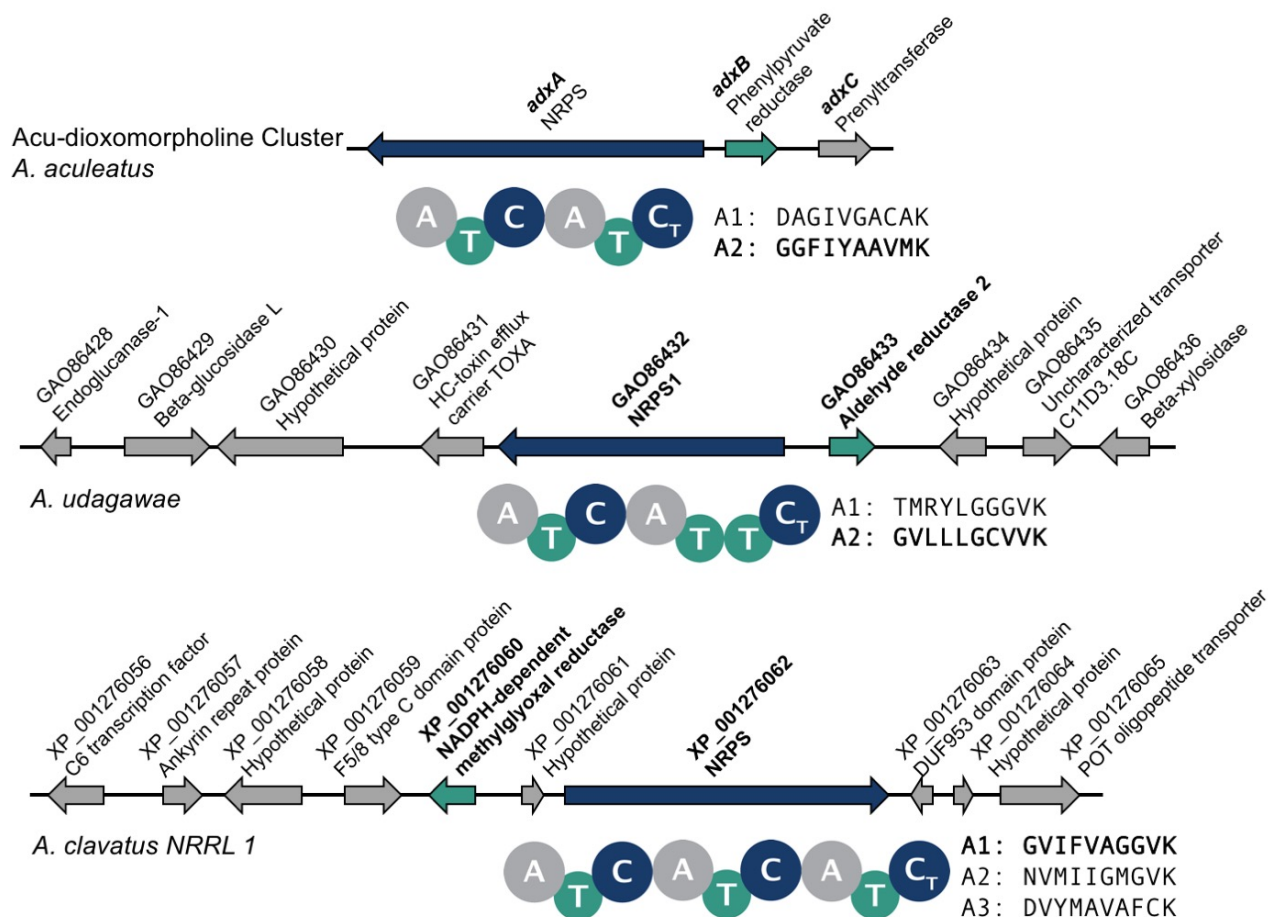 adxA
NRPS
adxB
Phenylpyruvate
reductase
adxC
Prenyltransferase
Acu-dioxomorpholine Cluster
A. aculeatus
A T C A T CT
A1: DAGIVGACAK
A2: GGFIYAAVMK
GAO86428
Endoglucanase-1
GAO86429
Beta-glucosidase L
GAO86430
Hypothetical protein
GAO86431
HC-toxin efflux
carrier TOXA
GAO86432
NRPS1
GAO86433
Aldehyde reductase 2
GAO86434
Hypothetical protein
GAO86435
Uncharacterized transporter
C11D3.18C
GAO86436
Beta-xylosidase
A. udagawae
A T C A T T CT
A1: TMRYLGGGVK
A2: GVLLLGCVVK
XP_001276056
C6 transcription factor
XP_001276057
Ankyrin repeat protein
XP_001276058
Hypothetical protein
XP_001276059
F5/8 type C domain protein
XP_001276060
NADPH-dependent
methylglyoxal reductase
XP_001276061
Hypothetical protein
XP_001276062
NRPS
XP_001276063
DUF953 domain protein
XP_001276064
Hypothetical protein
XP_001276065
POT oligopeptide transporter
A. clavatus NRRL 1
A T C A T C A T CT
A1: GVIFVAGGVK
A2: NVMIIGMGVK
A3: DVYMAVAFCK